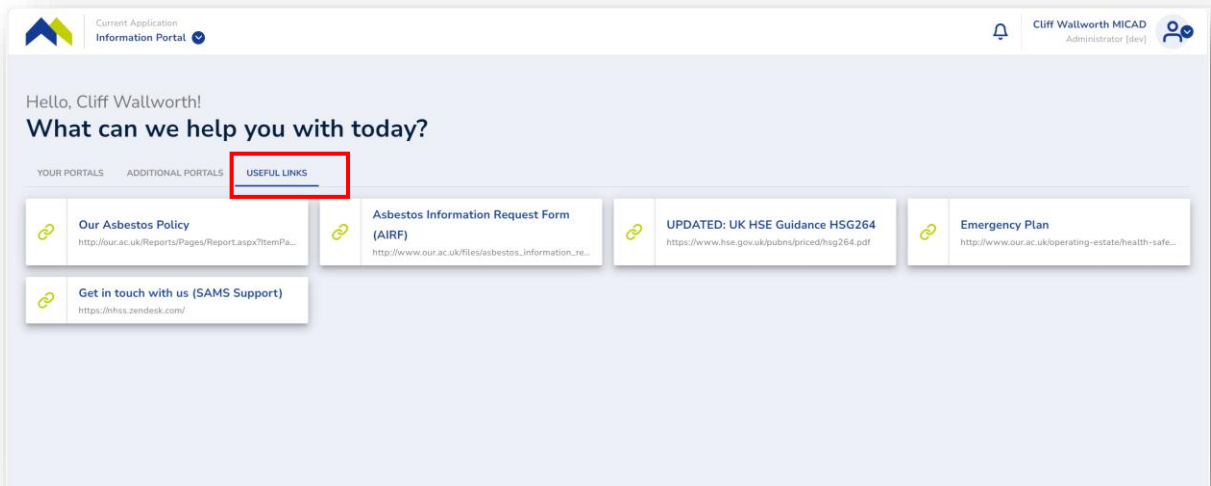 Current Application
Information Portal
Cliff Wallworth MICAD
Administrator [dev]
Hello, Cliff Wallworth!
What can we help you with today?
YOUR PORTALS ADDITIONAL PORTALS USEFUL LINKS
Our Asbestos Policy
http://our.ac.uk/Reports/Pages/Report.aspx?ItemPa...
Asbestos Information Request Form
(AIRF)
http://www.our.ac.uk/files/asbestos_information_re...
UPDATED: UK HSE Guidance HSG264
https://www.hse.gov.uk/pubns/priced/hsg264.pdf
Emergency Plan
http://www.our.ac.uk/operating-estate/health-safe...
Get in touch with us (SAMS Support)
https://nhss.zendesk.com/